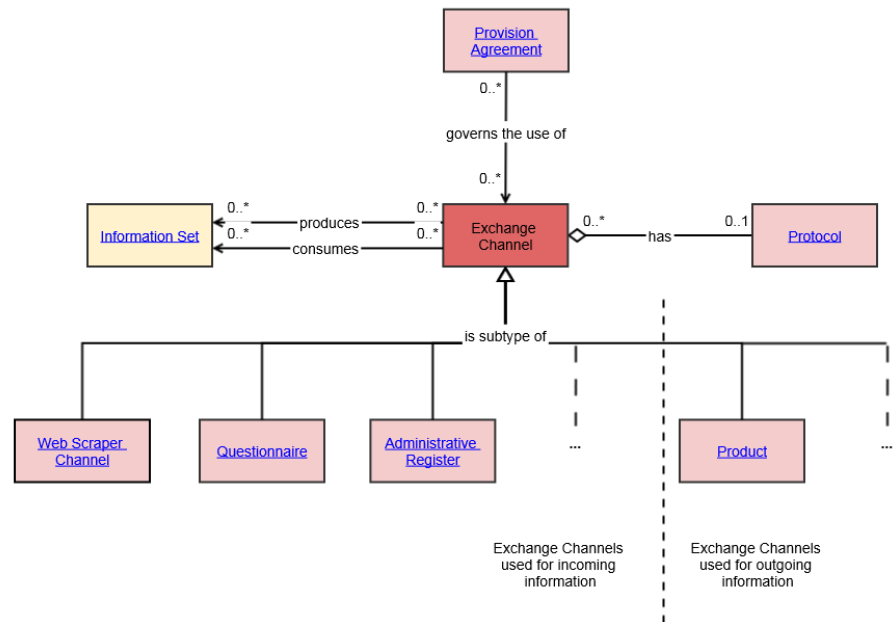 Provision
Agreement
0..*
governs the use of
0..*
0..*
produces
0..*
0..*
consumes
0..*
Information Set
Exchange
Channel
0..*
has
0..1
Protocol
is subtype of
Web Scraper
Channel
Questionnaire
Administrative
Register
...
Product
...
Exchange Channels
used for incoming
information
Exchange Channels
used for outgoing
information